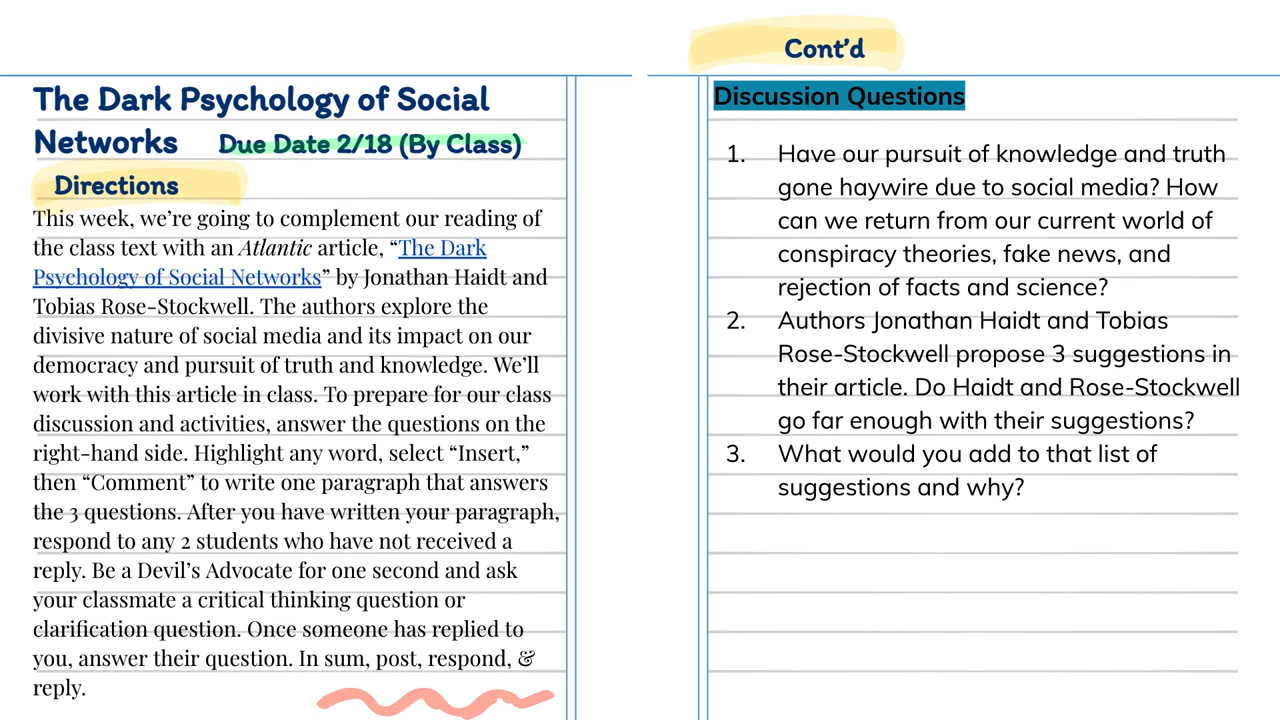 The Dark Psychology of Social
Networks Due Date 2/18 (By Class)
Directions
This week, we’re going to complement our reading of
the class text with an Atlantic article, “The Dark
Psychology of Social Networks” by Jonathan Haidt and
Tobias Rose-Stockwell. The authors explore the
divisive nature of social media and its impact on our
democracy and pursuit of truth and knowledge. We’ll
work with this article in class. To prepare for our class
discussion and activities, answer the questions on the
right-hand side. Highlight any word, select “Insert,”
then “Comment” to write one paragraph that answers
the 3 questions. After you have written your paragraph,
respond to any 2 students who have not received a
reply. Be a Devil’s Advocate for one second and ask
your classmate a critical thinking question or
clarification question. Once someone has replied to
you, answer their question. In sum, post, respond, &
reply.
Cont’d
Discussion Questions
1. Have our pursuit of knowledge and truth
gone haywire due to social media? How
can we return from our current world of
conspiracy theories, fake news, and
rejection of facts and science?
2. Authors Jonathan Haidt and Tobias
Rose-Stockwell propose 3 suggestions in
their article. Do Haidt and Rose-Stockwell
go far enough with their suggestions?
3. What would you add to that list of
suggestions and why?